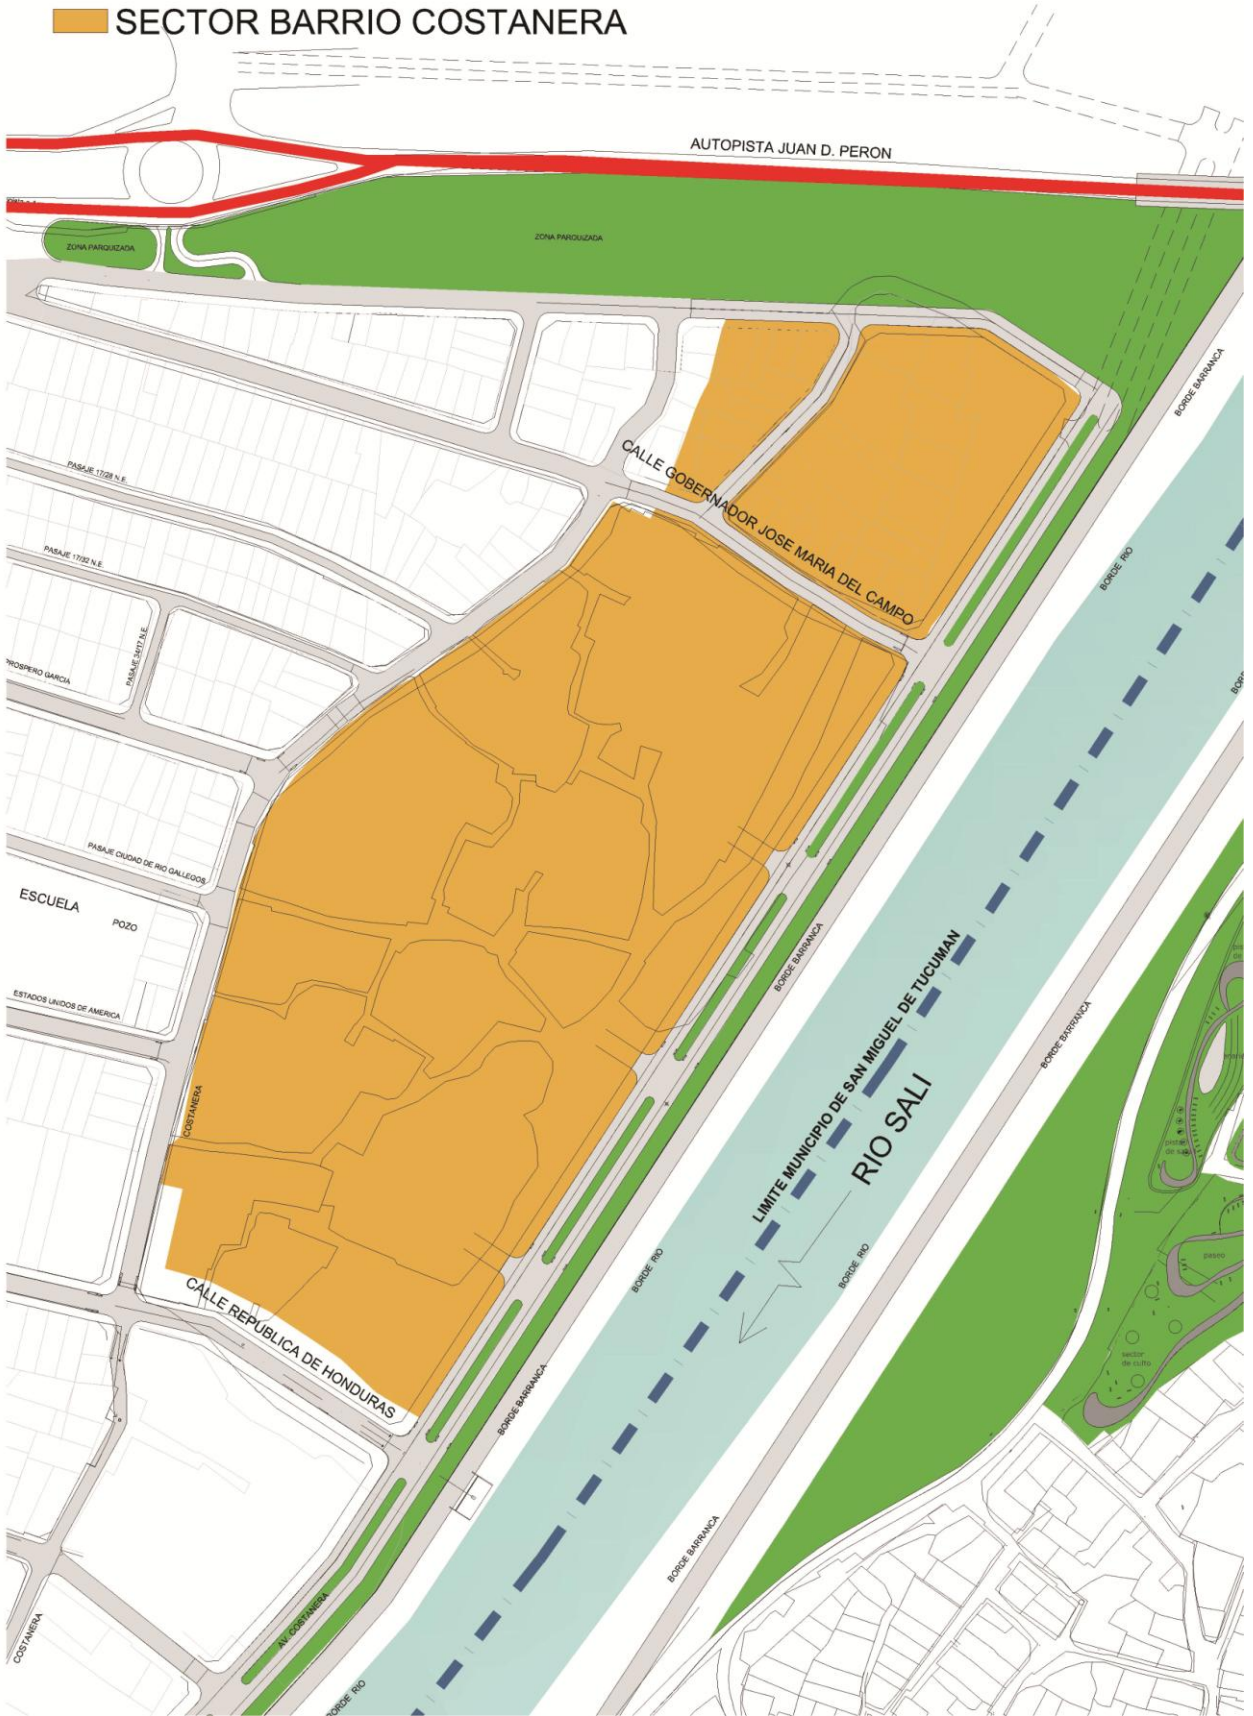 SECTOR BARRIO COSTANERA
AUTOPISTA JUAN D. PERON
ZONA PARQUIZADA
ZONA PARQUIZADA
BORDE BARRANCA
CALLE GOBERNADOR JOSE MARIA DEL CAMPO
PASAJE 17/28 N.E.
PASAJE 17/32 N.E.
BORDE RIO
PASAJE 34/17 N.E.
PROSPERO GARCIA
PASAJE CIUDAD DE RIO GALLEGOS
ESCUELA
POZO
BORDE BARRANCA
LIMITE MUNICIPIO DE SAN MIGUEL DE TUCUMAN
ESTADOS UNIDOS DE AMERICA
BORDE BARRANCA
RIO SALI
COSTANERA
BORDE RIO
BORDE RIO
paseo
CALLE REPUBLICA DE HONDURAS
sector
de culto
BORDE BARRANCA
BORDE BARRANCA
AV. COSTANERA
COSTANERA
BORDE RIO